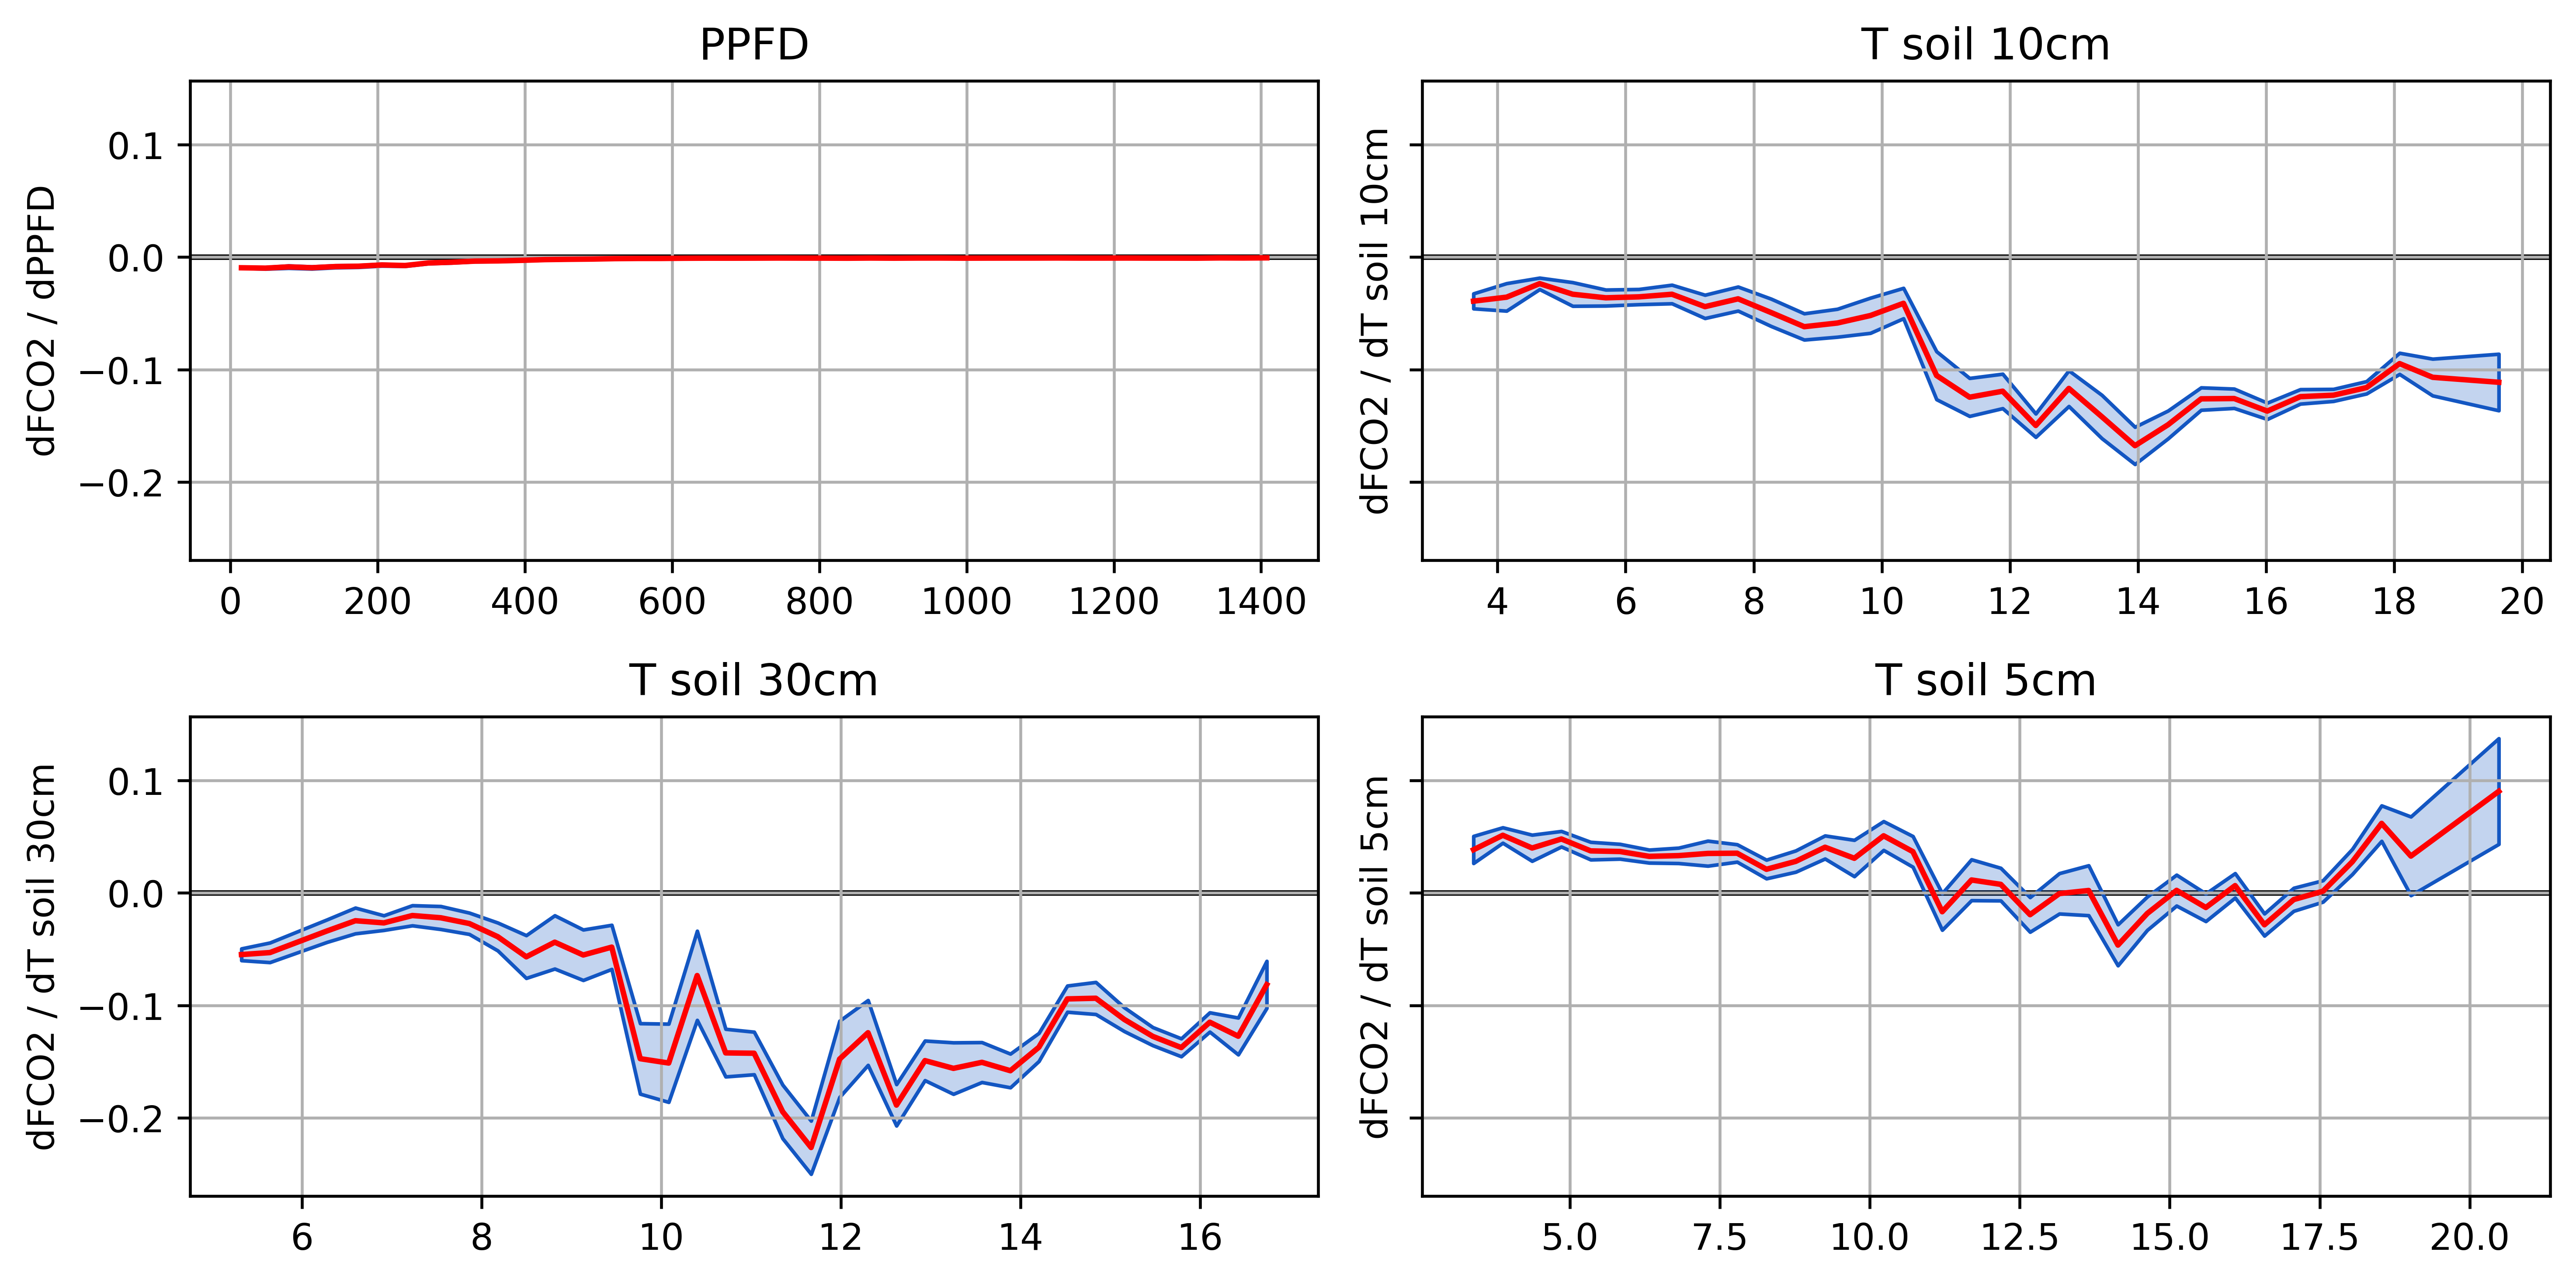 PPFD
dFCO2 / dPPFD
0.1
0.0
−0.1
−0.2
0 200 400 600 800 1000 1200 1400
T soil 10cm
dFCO2 / dT soil 10cm
4 6 8 10 12 14 16 18 20
T soil 30cm
dFCO2 / dT soil 30cm
0.1
0.0
−0.1
−0.2
6 8 10 12 14 16
T soil 5cm
dFCO2 / dT soil 5cm
5.0 7.5 10.0 12.5 15.0 17.5 20.0